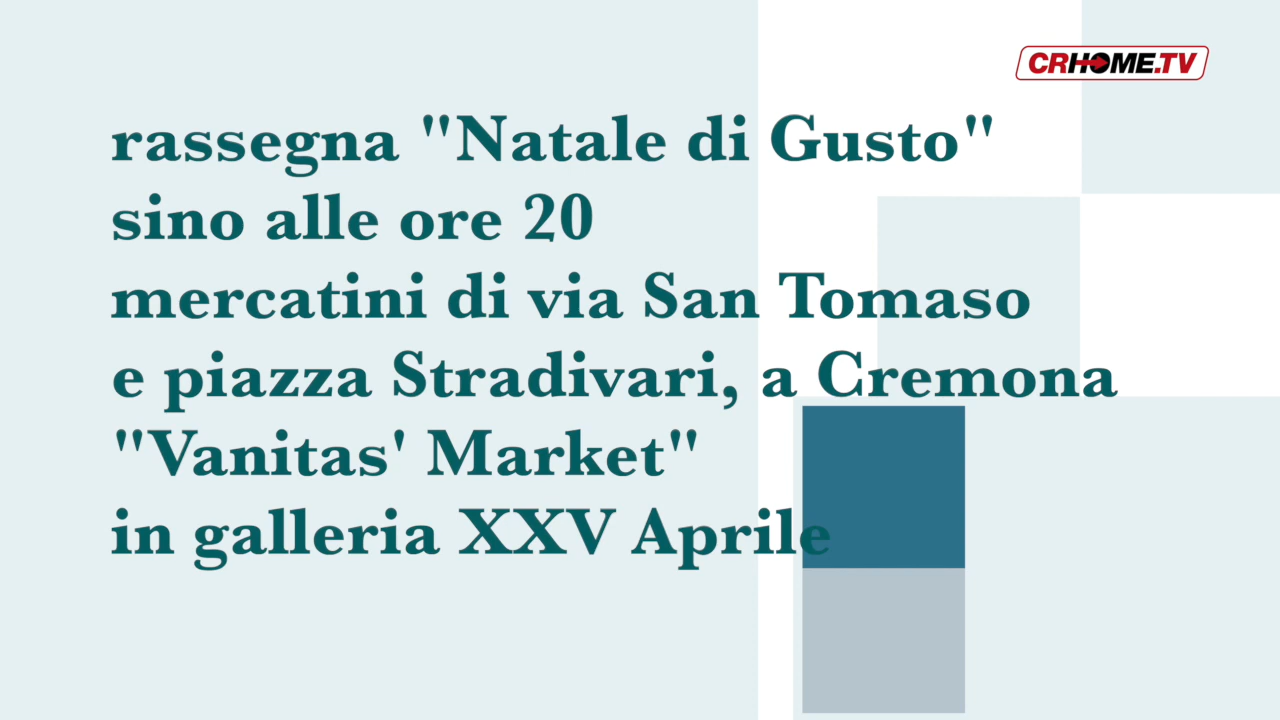 CRHOME.TV
rassegna "Natale di Gusto"
sino alle ore 20
mercatini di via San Tomaso
e piazza Stradivari, a Cremona
"Vanitas' Market"
in galleria XXV Aprile